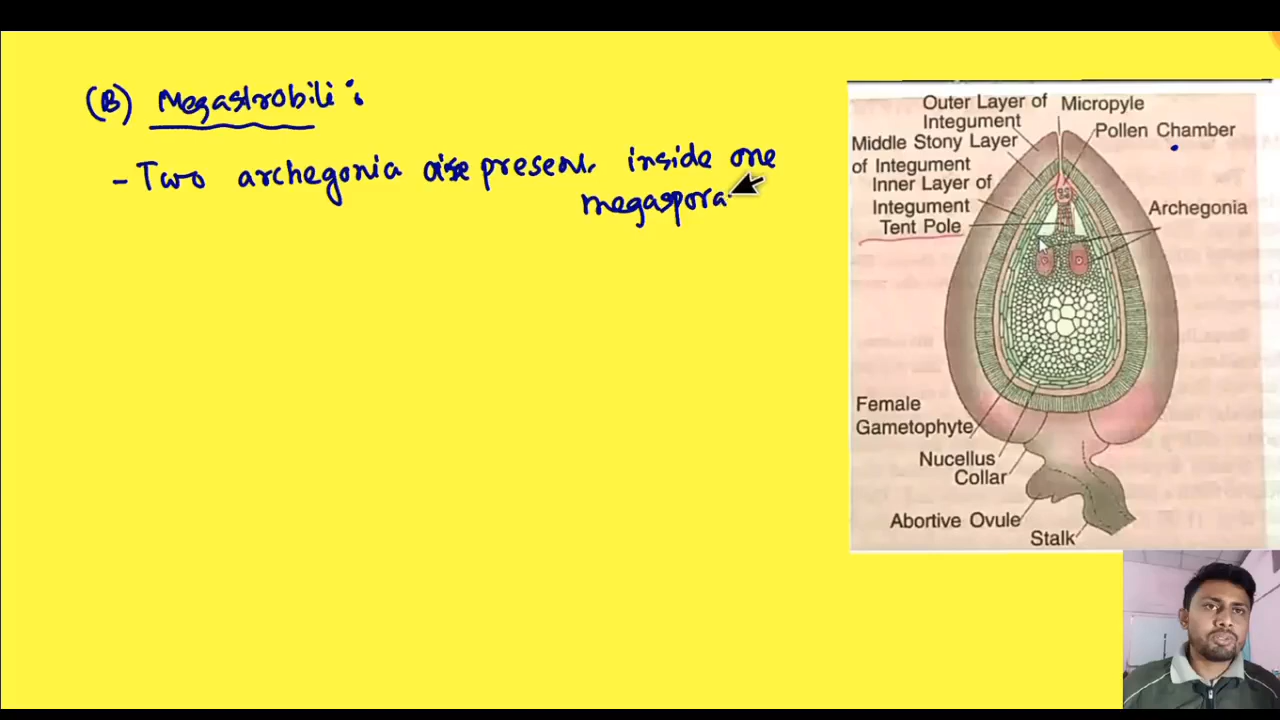 (B) Megastrobili :
- Two archegonia are present inside one
megaspora
Outer Layer of
Integument
Micropyle
Pollen Chamber
Middle Stony Layer
of Integument
Inner Layer of
Integument
Archegonia
Tent Pole
Female
Gametophyte
Nucellus
Collar
Abortive Ovule
Stalk